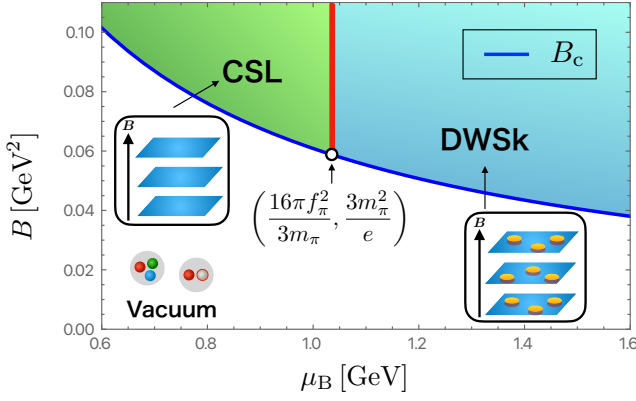 0.10
0.08
0.06
0.04
0.02
0.00
B [GeV²]
CSL
B_c
B
DWSk
(16πf_π²/3m_π, 3m_π²/e)
B
Vacuum
0.6 0.8 1.0 1.2 1.4 1.6
μ_B [GeV]